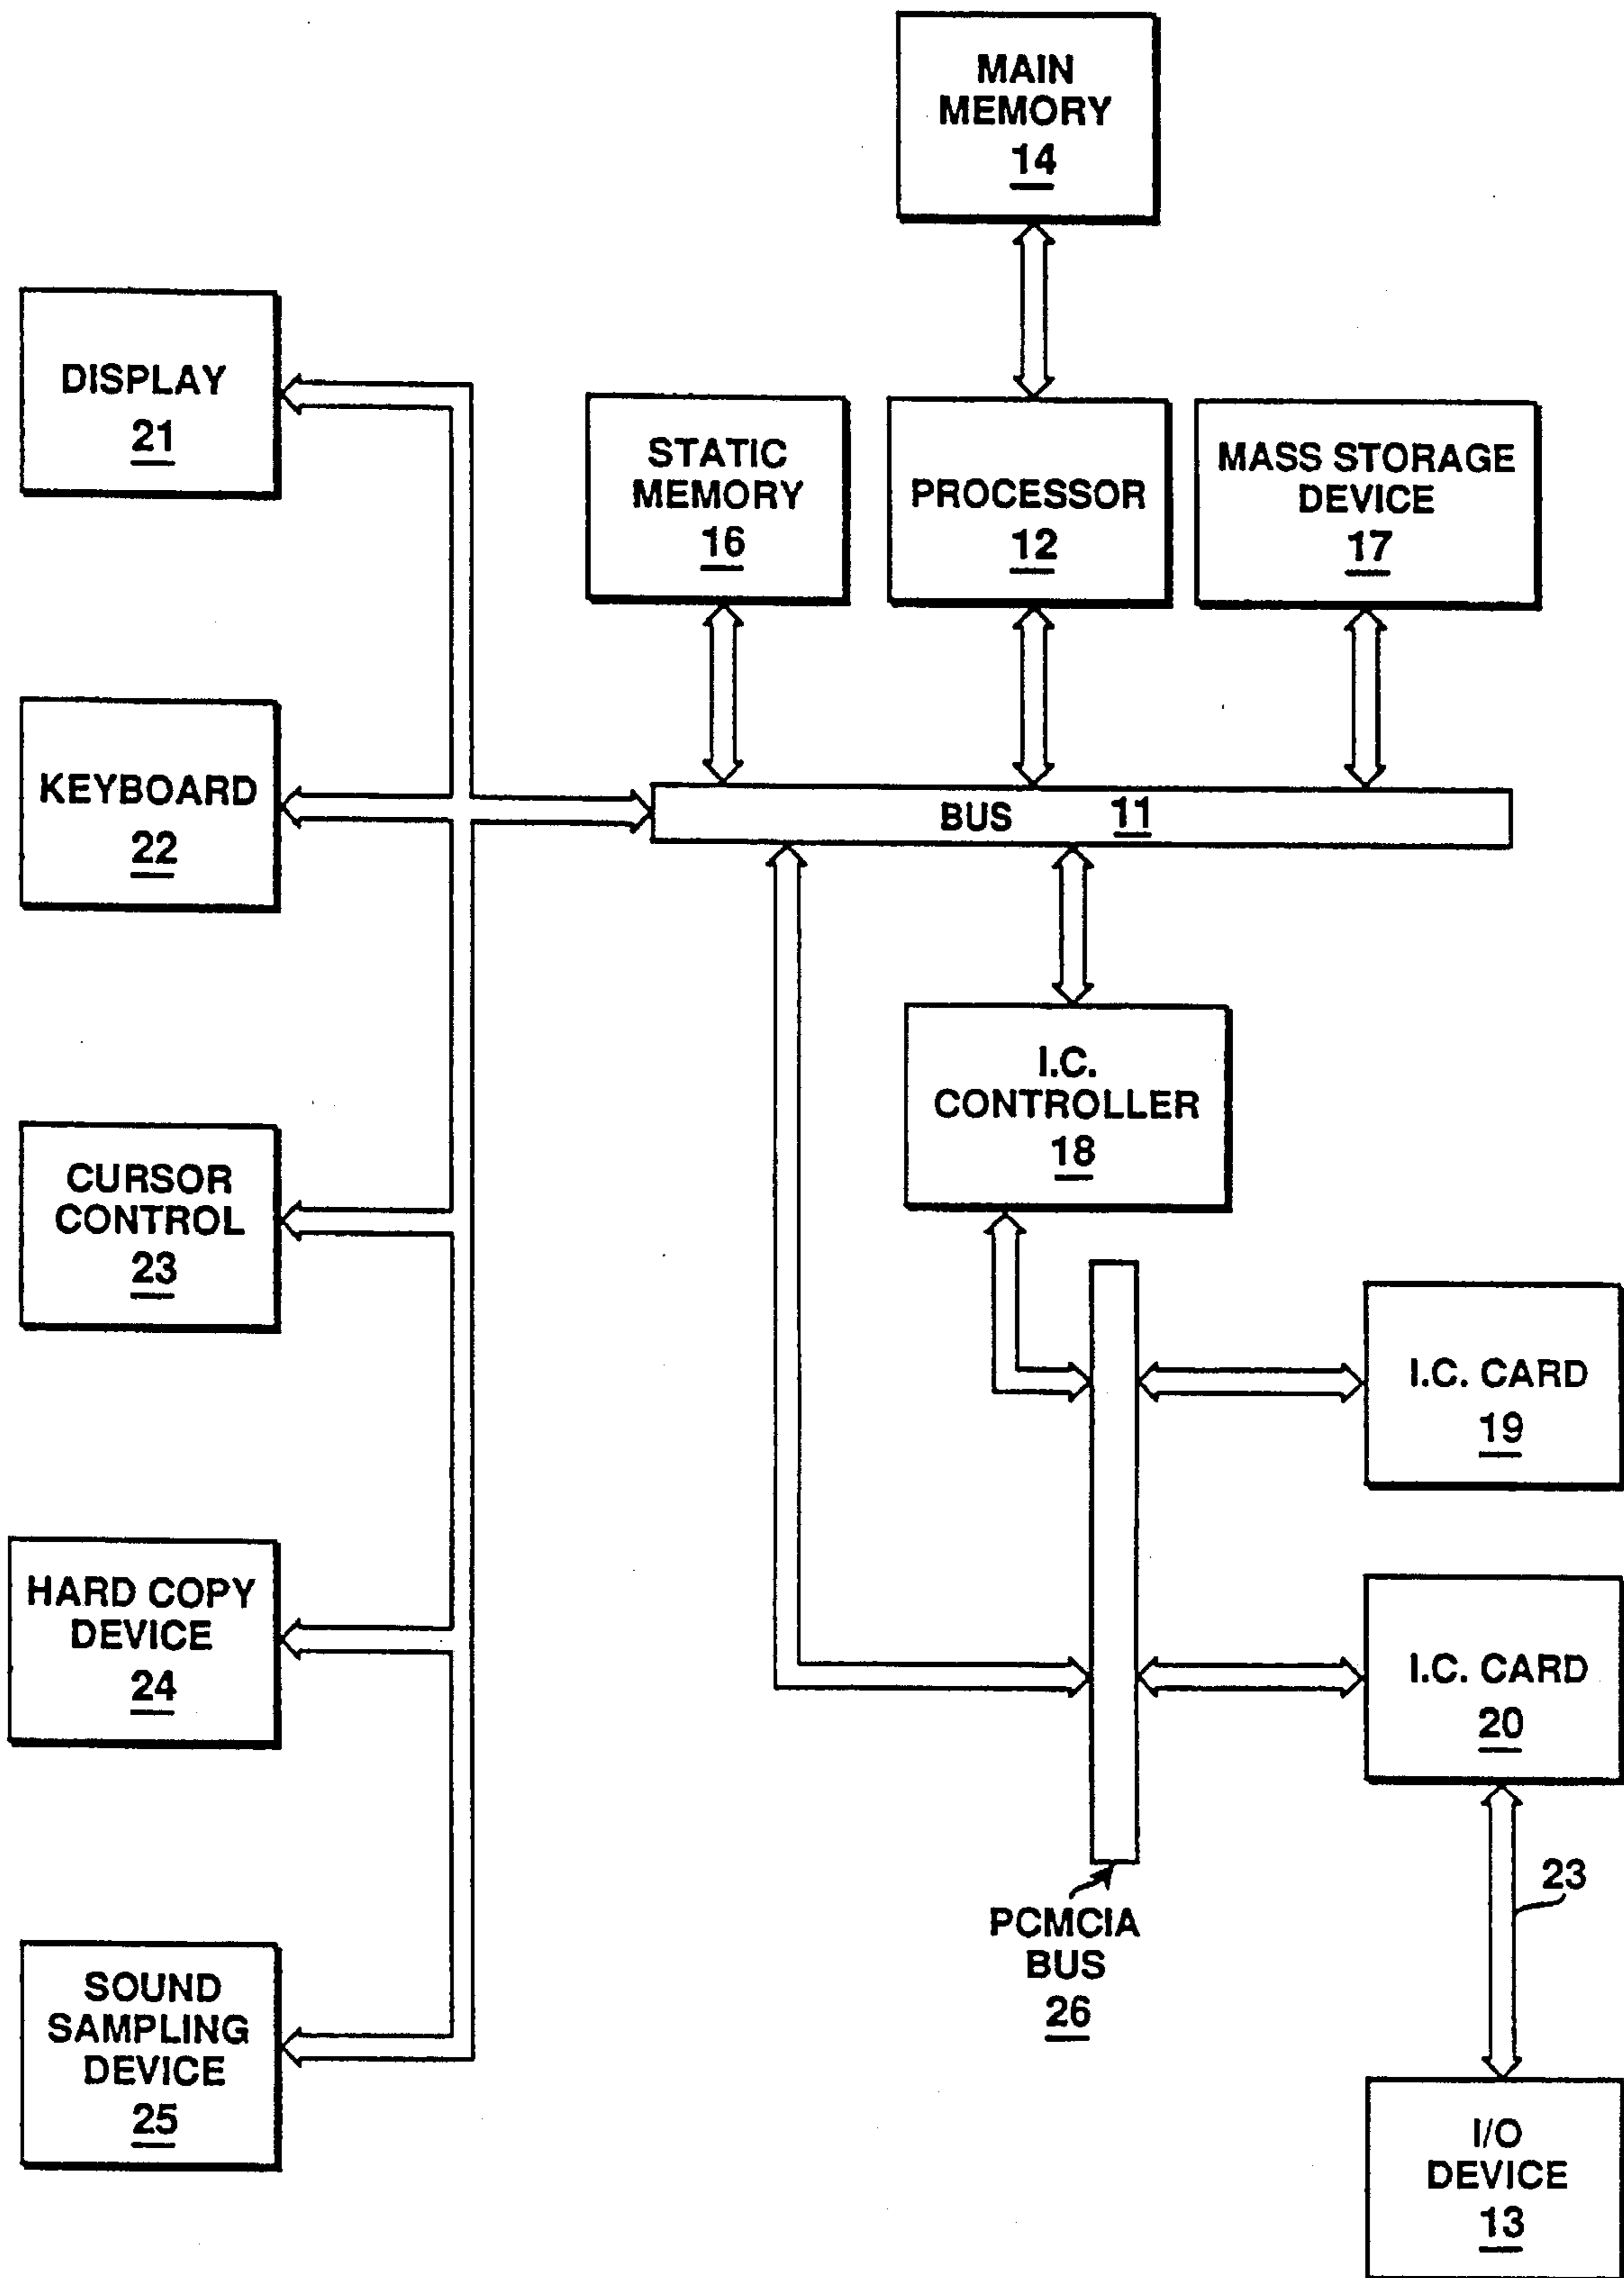 MAIN
MEMORY
14
DISPLAY
21
STATIC
MEMORY
16
PROCESSOR
12
MASS STORAGE
DEVICE
17
KEYBOARD
22
BUS 11
I.C.
CONTROLLER
18
CURSOR
CONTROL
23
I.C. CARD
19
HARD COPY
DEVICE
24
I.C. CARD
20
23
PCMCIA
BUS
26
SOUND
SAMPLING
DEVICE
25
I/O
DEVICE
13